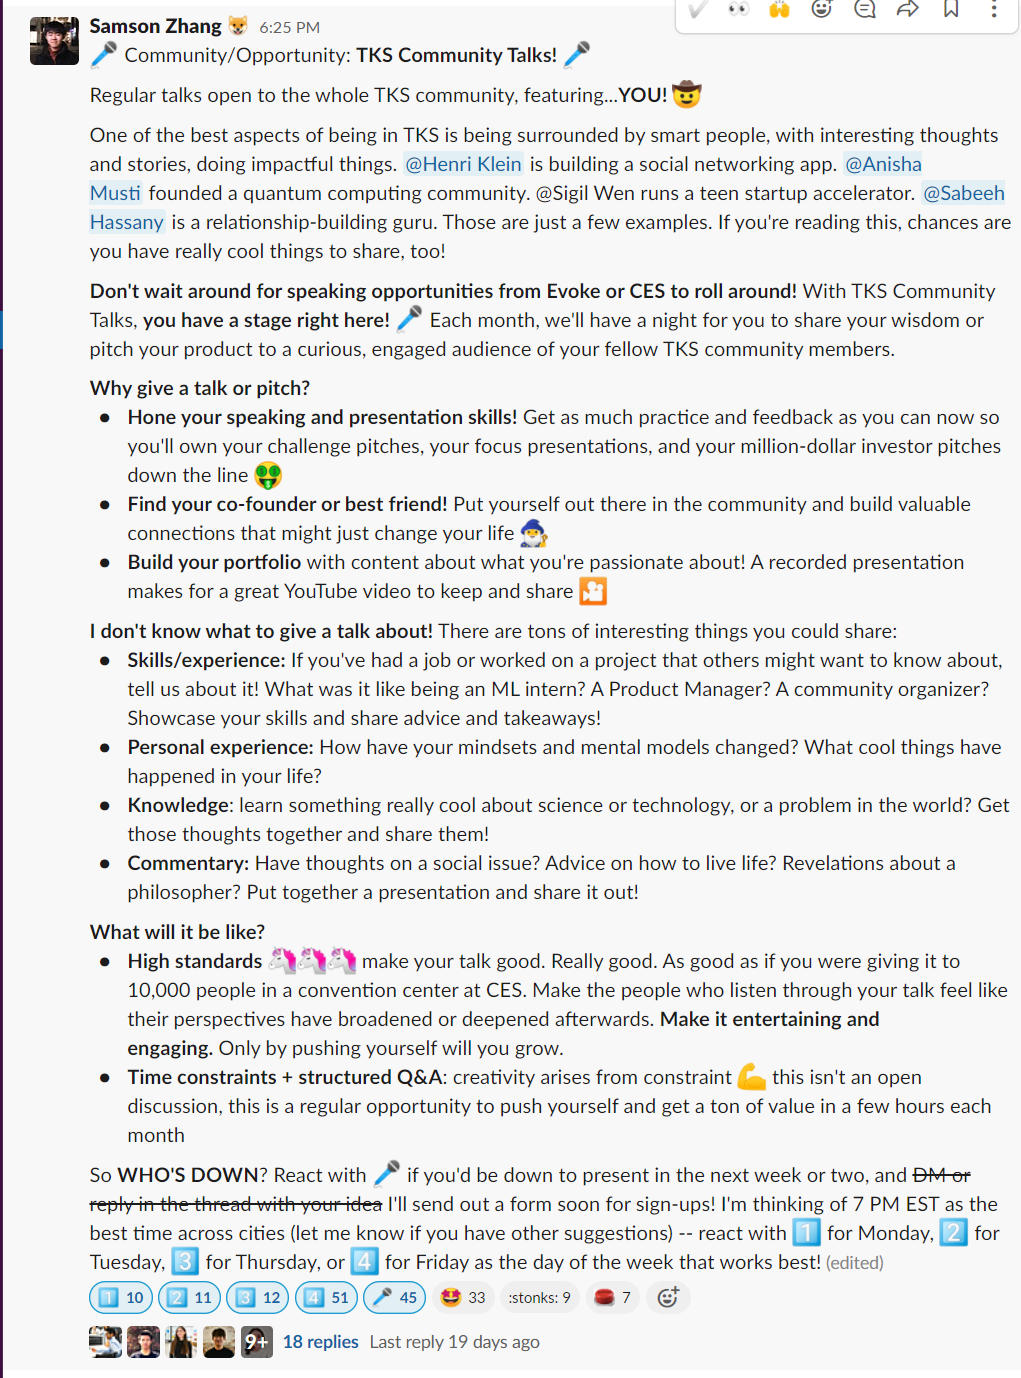 Samson Zhang 6:25 PM
Community/Opportunity: TKS Community Talks!
Regular talks open to the whole TKS community, featuring...YOU!
One of the best aspects of being in TKS is being surrounded by smart people, with interesting thoughts
and stories, doing impactful things. @Henri Klein is building a social networking app. @Anisha
Musti founded a quantum computing community. @Sigil Wen runs a teen startup accelerator. @Sabeeh
Hassany is a relationship-building guru. Those are just a few examples. If you're reading this, chances are
you have really cool things to share, too!
Don't wait around for speaking opportunities from Evoke or CES to roll around! With TKS Community
Talks, you have a stage right here! Each month, we'll have a night for you to share your wisdom or
pitch your product to a curious, engaged audience of your fellow TKS community members.
Why give a talk or pitch?
• Hone your speaking and presentation skills! Get as much practice and feedback as you can now so
you'll own your challenge pitches, your focus presentations, and your million-dollar investor pitches
down the line
• Find your co-founder or best friend! Put yourself out there in the community and build valuable
connections that might just change your life
• Build your portfolio with content about what you're passionate about! A recorded presentation
makes for a great YouTube video to keep and share
I don't know what to give a talk about! There are tons of interesting things you could share:
• Skills/experience: If you've had a job or worked on a project that others might want to know about,
tell us about it! What was it like being an ML intern? A Product Manager? A community organizer?
Showcase your skills and share advice and takeaways!
• Personal experience: How have your mindsets and mental models changed? What cool things have
happened in your life?
• Knowledge: learn something really cool about science or technology, or a problem in the world? Get
those thoughts together and share them!
• Commentary: Have thoughts on a social issue? Advice on how to live life? Revelations about a
philosopher? Put together a presentation and share it out!
What will it be like?
• High standards make your talk good. Really good. As good as if you were giving it to
10,000 people in a convention center at CES. Make the people who listen through your talk feel like
their perspectives have broadened or deepened afterwards. Make it entertaining and
engaging. Only by pushing yourself will you grow.
• Time constraints + structured Q&A: creativity arises from constraint this isn't an open
discussion, this is a regular opportunity to push yourself and get a ton of value in a few hours each
month
So WHO'S DOWN? React with if you'd be down to present in the next week or two, and DM or
reply in the thread with your idea I'll send out a form soon for sign-ups! I'm thinking of 7 PM EST as the
best time across cities (let me know if you have other suggestions) -- react with 1 for Monday, 2 for
Tuesday, 3 for Thursday, or 4 for Friday as the day of the week that works best! (edited)
1 10 2 11 3 12 4 51 45 33 :stonks: 9 7
9+ 18 replies Last reply 19 days ago